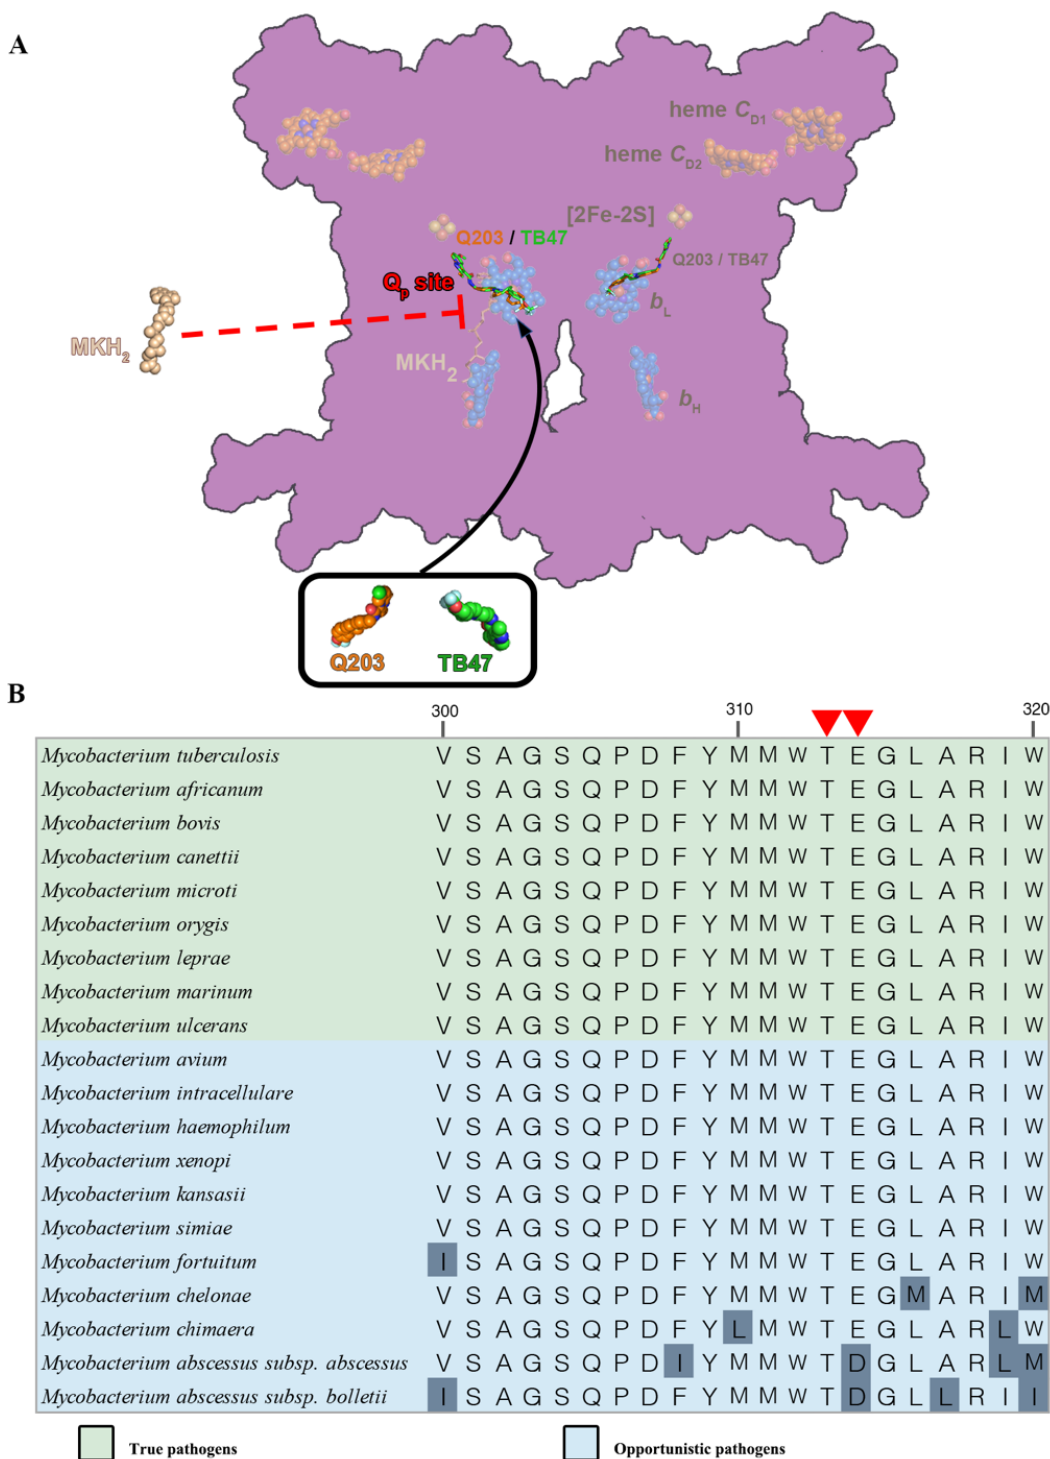 A
heme C_D1
heme C_D2
[2Fe-2S]
Q203 / TB47
Q203 / TB47
Q_p site
b_L
MKH_2
MKH_2
b_H
Q203 TB47
B
300 310 320
Mycobacterium tuberculosis V S A G S Q P D F Y M M W T E G L A R I W
Mycobacterium africanum V S A G S Q P D F Y M M W T E G L A R I W
Mycobacterium bovis V S A G S Q P D F Y M M W T E G L A R I W
Mycobacterium canettii V S A G S Q P D F Y M M W T E G L A R I W
Mycobacterium microti V S A G S Q P D F Y M M W T E G L A R I W
Mycobacterium orygis V S A G S Q P D F Y M M W T E G L A R I W
Mycobacterium leprae V S A G S Q P D F Y M M W T E G L A R I W
Mycobacterium marinum V S A G S Q P D F Y M M W T E G L A R I W
Mycobacterium ulcerans V S A G S Q P D F Y M M W T E G L A R I W
Mycobacterium avium V S A G S Q P D F Y M M W T E G L A R I W
Mycobacterium intracellulare V S A G S Q P D F Y M M W T E G L A R I W
Mycobacterium haemophilum V S A G S Q P D F Y M M W T E G L A R I W
Mycobacterium xenopi V S A G S Q P D F Y M M W T E G L A R I W
Mycobacterium kansasii V S A G S Q P D F Y M M W T E G L A R I W
Mycobacterium simiae V S A G S Q P D F Y M M W T E G L A R I W
Mycobacterium fortuitum I S A G S Q P D F Y M M W T E G L A R I W
Mycobacterium chelonae V S A G S Q P D F Y M M W T E G M A R I M
Mycobacterium chimaera V S A G S Q P D F Y L M W T E G L A R L W
Mycobacterium abscessus subsp. abscessus V S A G S Q P D I Y M M W T D G L A R L M
Mycobacterium abscessus subsp. bolletii I S A G S Q P D F Y M M W T D G L L R I I
True pathogens Opportunistic pathogens